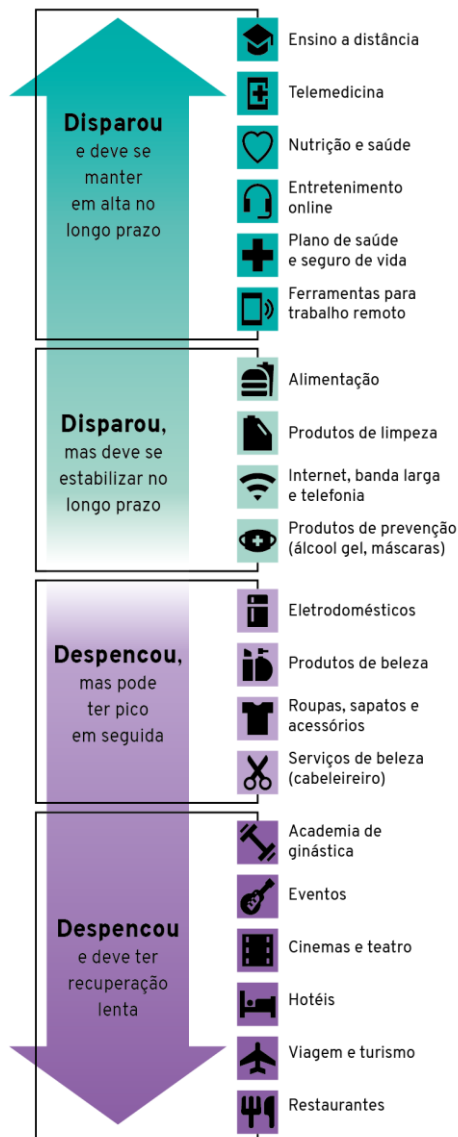 Disparou
e deve se
manter
em alta no
longo prazo
Ensino a distância
Telemedicina
Nutrição e saúde
Entretenimento
online
Plano de saúde
e seguro de vida
Ferramentas para
trabalho remoto
Disparou,
mas deve se
estabilizar no
longo prazo
Alimentação
Produtos de limpeza
Internet, banda larga
e telefonia
Produtos de prevenção
(álcool gel, máscaras)
Despencou,
mas pode
ter pico
em seguida
Eletrodomésticos
Produtos de beleza
Roupas, sapatos e
acessórios
Serviços de beleza
(cabeleireiro)
Despencou
e deve ter
recuperação
lenta
Academia de
ginástica
Eventos
Cinemas e teatro
Hotéis
Viagem e turismo
Restaurantes